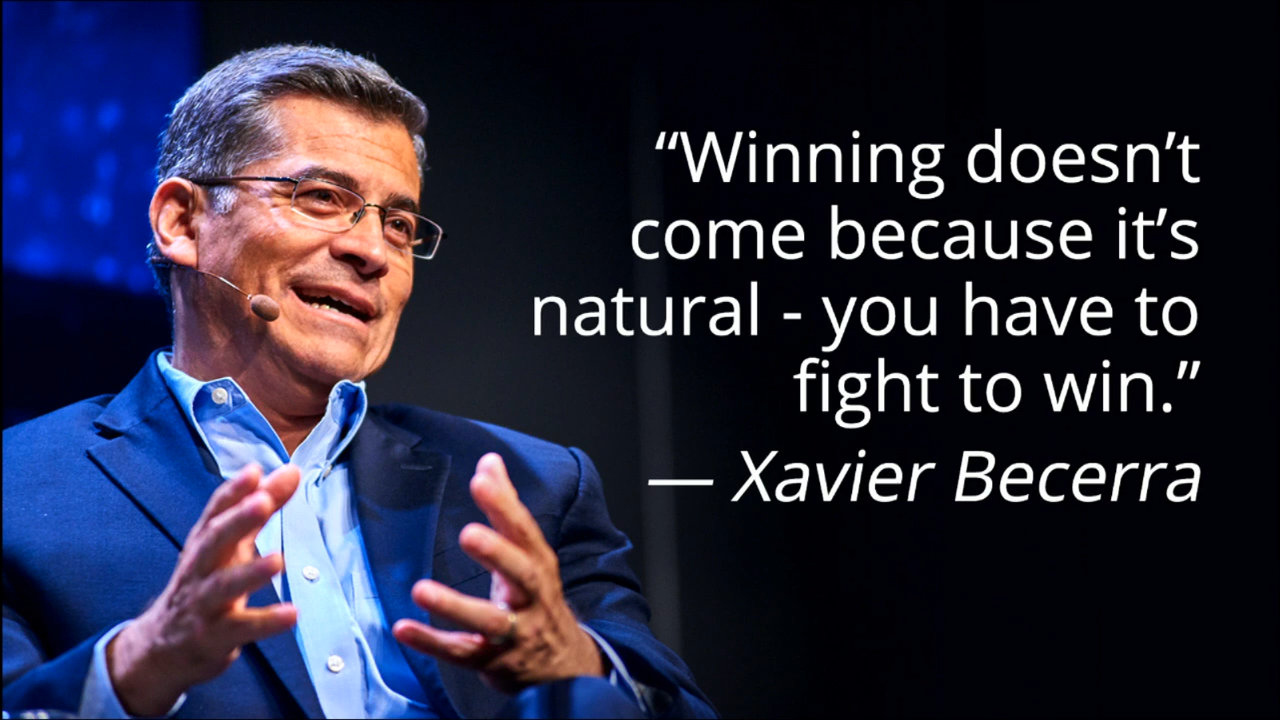 “Winning doesn’t
come because it’s
natural - you have to
fight to win.”
— Xavier Becerra